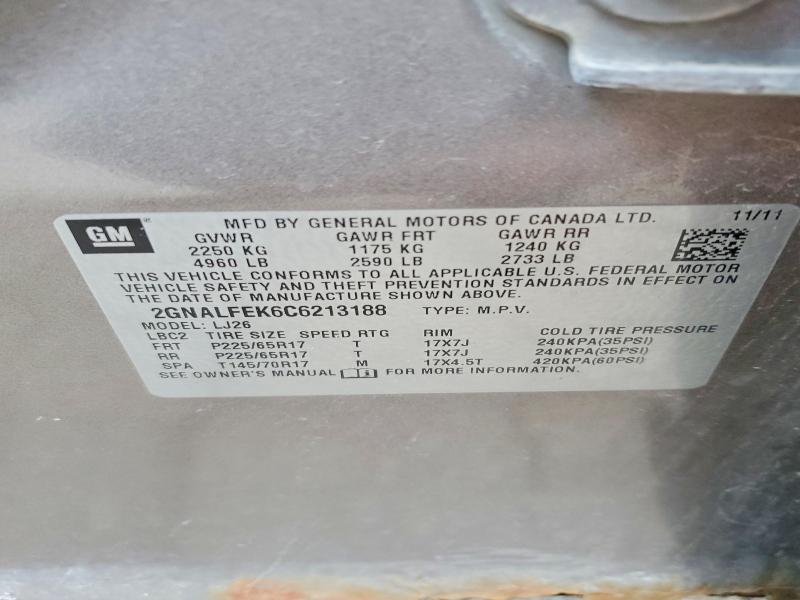 GM® MFD BY GENERAL MOTORS OF CANADA LTD. 11/11
GVWR GAWR FRT GAWR RR
2250 KG 1175 KG 1240 KG
4960 LB 2590 LB 2733 LB
THIS VEHICLE CONFORMS TO ALL APPLICABLE U.S. FEDERAL MOTOR
VEHICLE SAFETY AND THEFT PREVENTION STANDARDS IN EFFECT ON
THE DATE OF MANUFACTURE SHOWN ABOVE.
2GNALFEK6C6213188 TYPE: M.P.V.
MODEL: LJ26
LBC2 TIRE SIZE SPEED RTG RIM COLD TIRE PRESSURE
FRT P225/65R17 T 17X7J 240KPA(35PSI)
RR P225/65R17 T 17X7J 240KPA(35PSI)
SPA T145/70R17 M 17X4.5T 420KPA(60PSI)
SEE OWNER'S MANUAL FOR MORE INFORMATION.